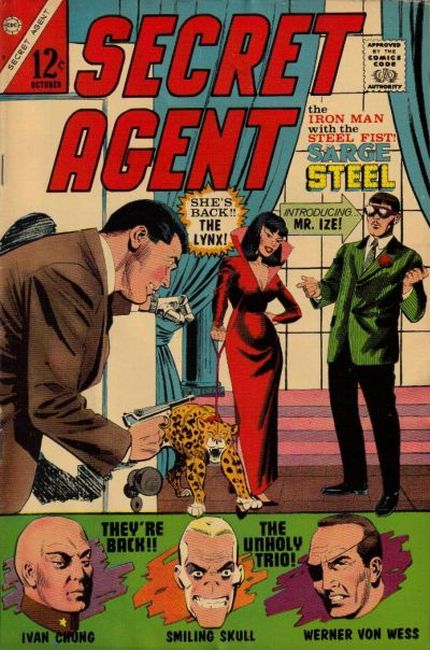 CDC
SECRET AGENT
12¢
OCTOBER
SECRET
AGENT
APPROVED
BY THE
COMICS
CODE
AUTHORITY
the
IRON MAN
with the
STEEL FIST!
SARGE
STEEL
SHE'S
BACK!!
THE
LYNX!
INTRODUCING...
MR. IZE!
THEY'RE
BACK!!
THE
UNHOLY
TRIO!
IVAN CHUNG
SMILING SKULL
WERNER VON WESS